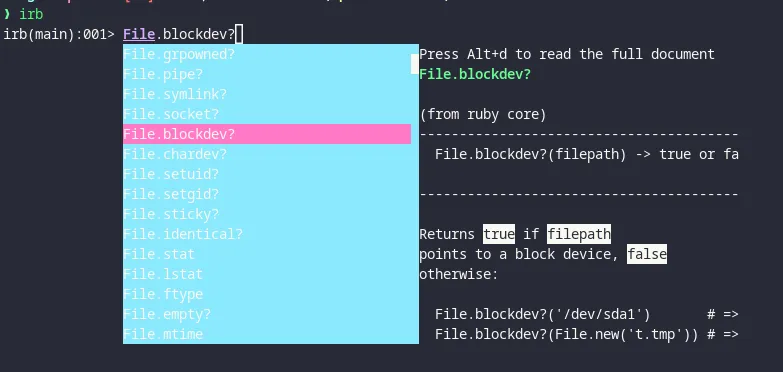 ❯ irb
irb(main):001> File.blockdev?
File.grpowned?
File.pipe?
File.symlink?
File.socket?
File.blockdev?
File.chardev?
File.setuid?
File.setgid?
File.sticky?
File.identical?
File.stat
File.lstat
File.ftype
File.empty?
File.mtime
Press Alt+d to read the full document
File.blockdev?
(from ruby core)
----------------------------------------
File.blockdev?(filepath) -> true or fa
----------------------------------------
Returns true if filepath
points to a block device, false
otherwise:
File.blockdev?('/dev/sda1')       # =>
File.blockdev?(File.new('t.tmp')) # =>